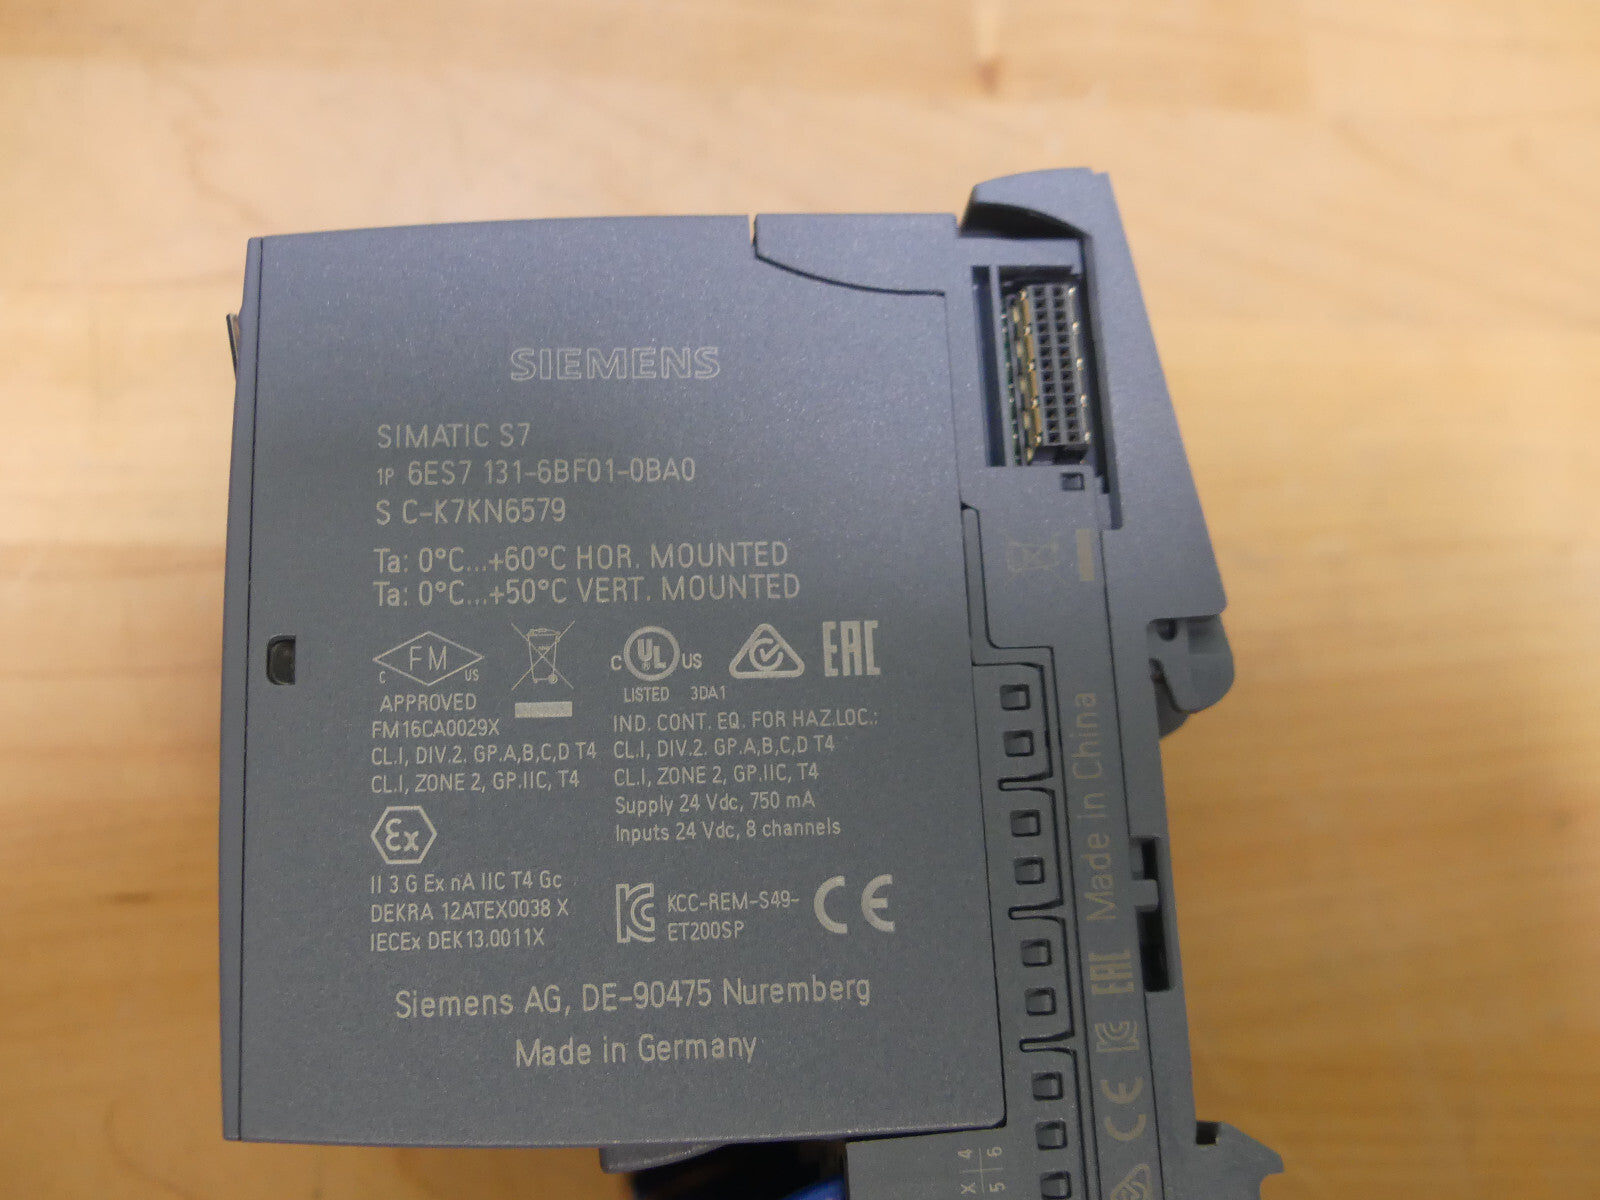 SIEMENS
SIMATIC S7
1P 6ES7 131-6BF01-0BA0
S C-K7KN6579
Ta: 0°C...+60°C HOR. MOUNTED
Ta: 0°C...+50°C VERT. MOUNTED
C FM US
APPROVED
FM16CA0029X
CL.I, DIV.2. GP.A,B,C,D T4
CL.I, ZONE 2, GP.IIC, T4
Ex
II 3 G Ex nA IIC T4 Gc
DEKRA 12ATEX0038 X
IECEx DEK13.0011X
C UL US
LISTED 3DA1
EAC
IND. CONT. EQ. FOR HAZ.LOC.:
CL.I, DIV.2. GP.A,B,C,D T4
CL.I, ZONE 2, GP.IIC, T4
Supply 24 Vdc, 750 mA
Inputs 24 Vdc, 8 channels
KCC-REM-S49-
ET200SP
CE
Siemens AG, DE-90475 Nuremberg
Made in Germany
Made in China
EAC
CE
X 4
5 6